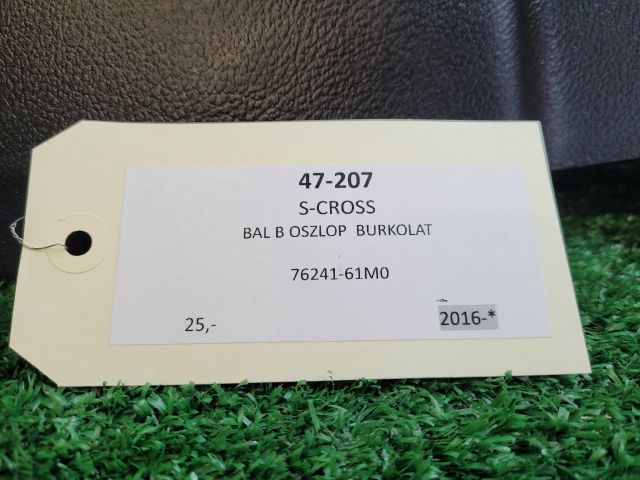 47-207
S-CROSS
BAL B OSZLOP BURKOLAT
76241-61M0
25,- 2016-*